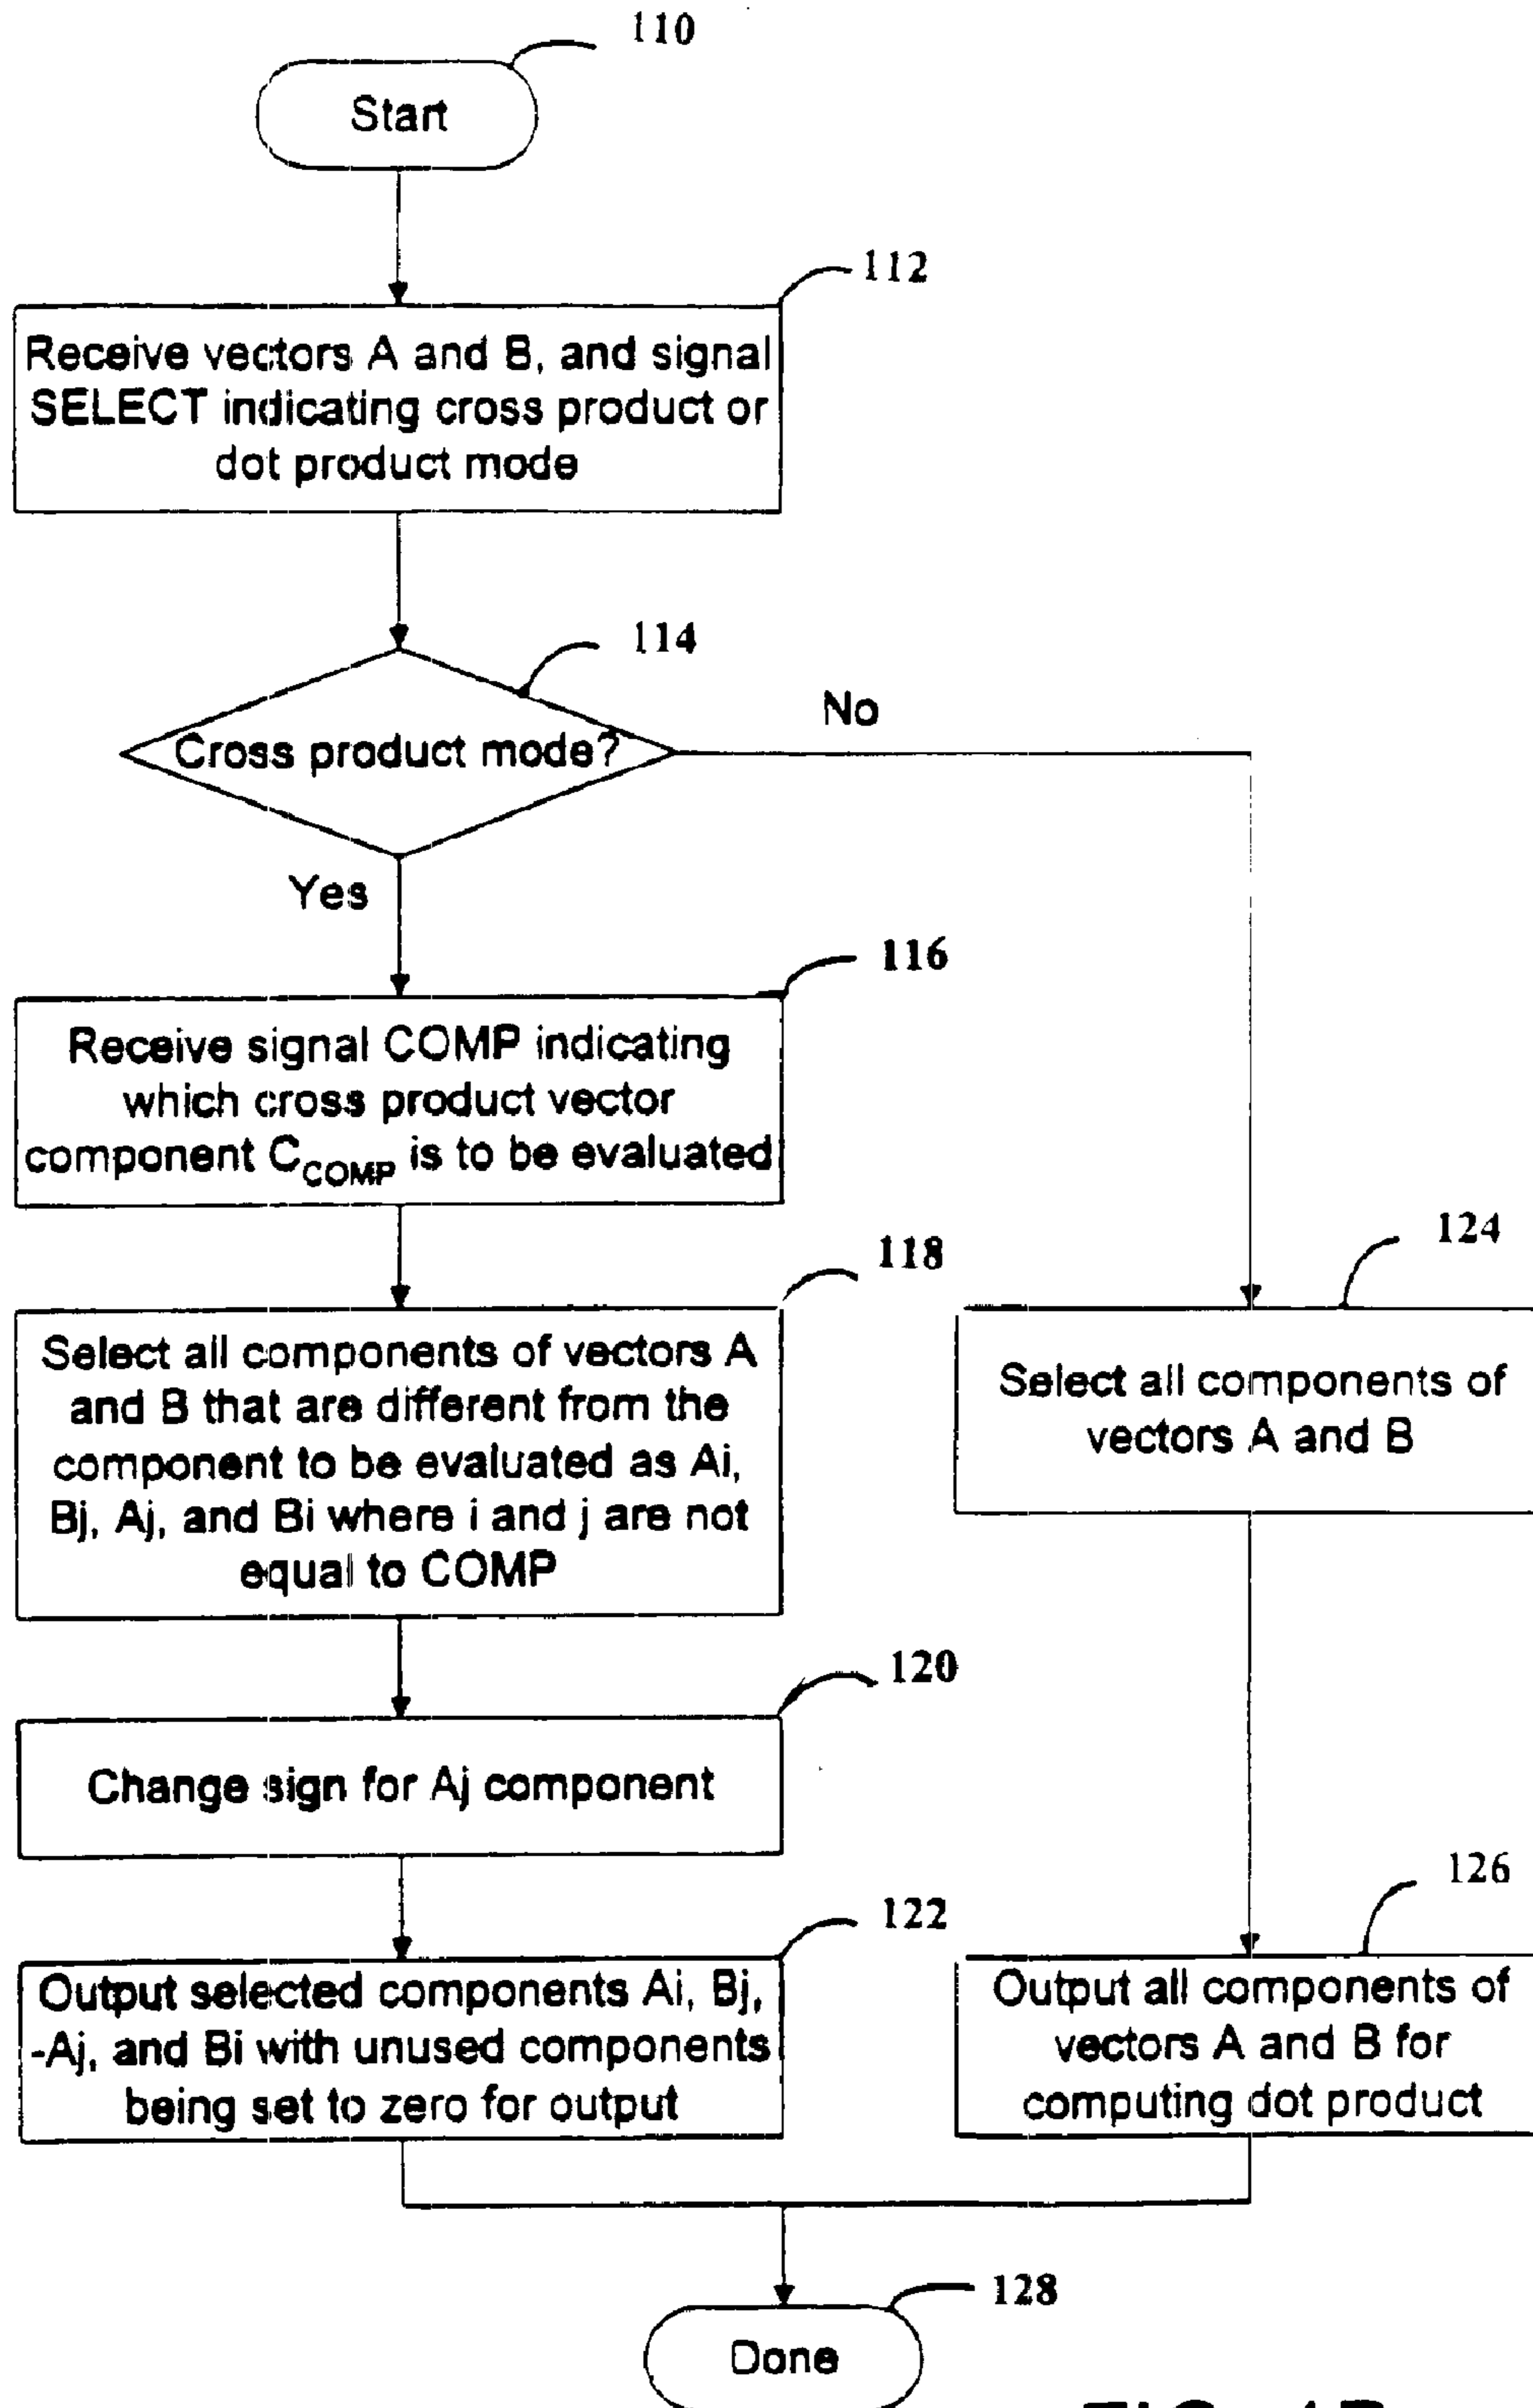 110
Start
112
Receive vectors A and B, and signal
SELECT indicating cross product or
dot product mode
114
No
Cross product mode?
Yes
116
Receive signal COMP indicating
which cross product vector
component C_COMP is to be evaluated
118
124
Select all components of vectors A
and B that are different from the
component to be evaluated as Ai,
Bj, Aj, and Bi where i and j are not
equal to COMP
Select all components of
vectors A and B
120
Change sign for Aj component
122
126
Output selected components Ai, Bj,
-Aj, and Bi with unused components
being set to zero for output
Output all components of
vectors A and B for
computing dot product
128
Done